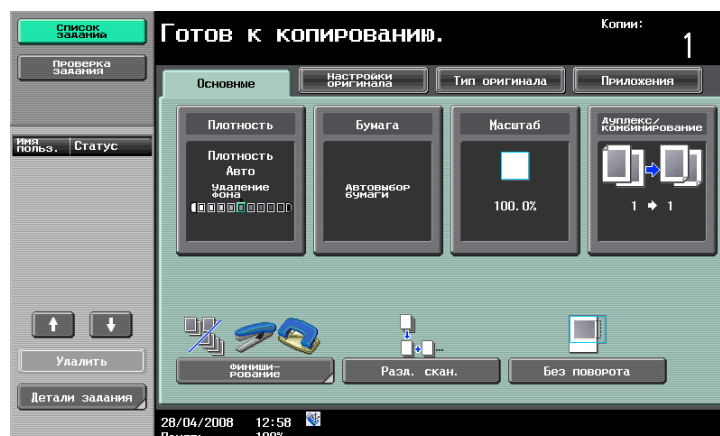 Список
задания
Готов к копированию.
Копии:
1
Проверка
задания
Основные
Настройки
оригинала
Тип оригинала
Приложения
Имя
польз.
Статус
Плотность
Бумага
Масштаб
Дуплекс/
комбинирование
Плотность
Авто
Удаление
фона
Автовыбор
бумаги
100.0%
1 → 1
Удалить
Детали задания
Финиши-
рование
Разд. скан.
Без поворота
28/04/2008 12:58
100%